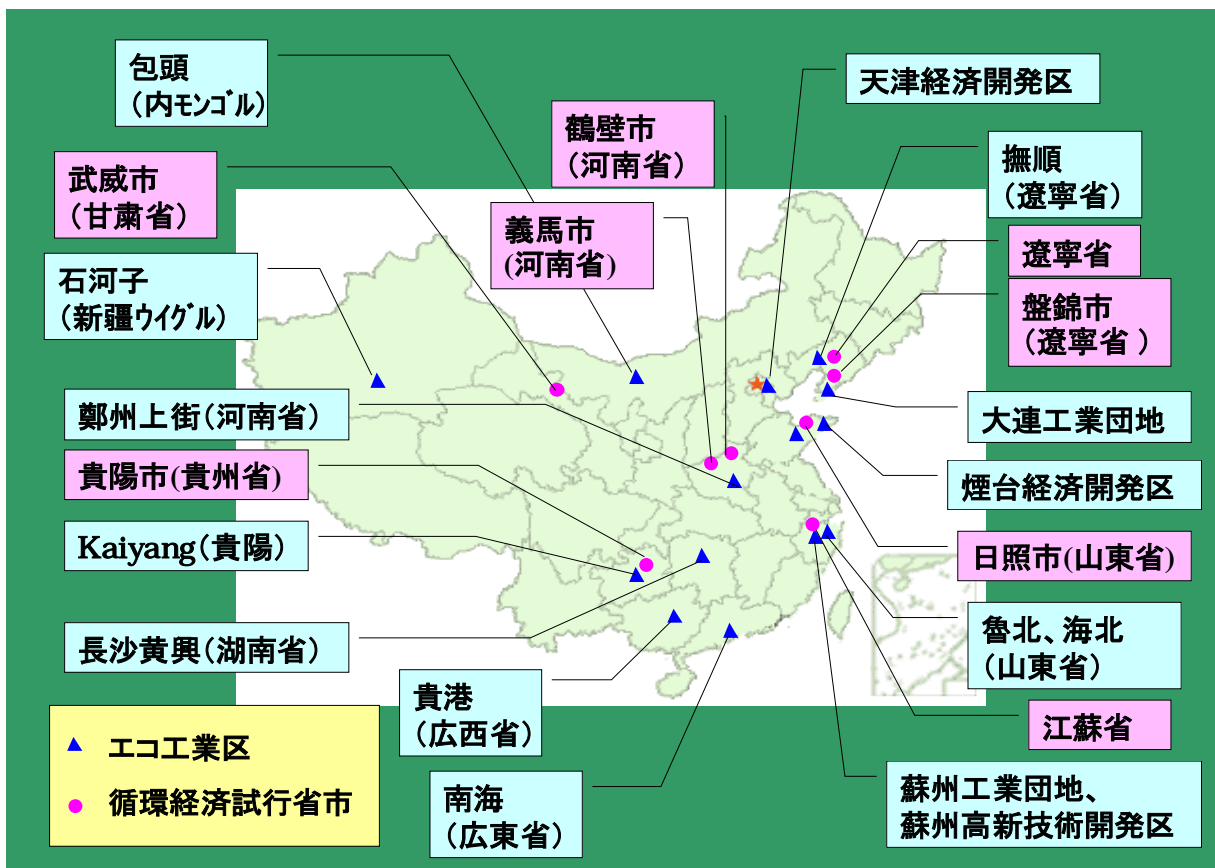 包頭
（内モンゴル）
天津経済開発区
鶴壁市
（河南省）
撫順
（遼寧省）
武威市
（甘粛省）
義馬市
(河南省)
遼寧省
石河子
（新疆ウイグル）
盤錦市
（遼寧省 ）
鄭州上街（河南省）
大連工業団地
貴陽市(貴州省)
煙台経済開発区
Kaiyang（貴陽）
日照市(山東省)
長沙黄興（湖南省）
魯北、海北
（山東省）
貴港
（広西省）
江蘇省
エコ工業区
循環経済試行省市
南海
（広東省）
蘇州工業団地、
蘇州高新技術開発区